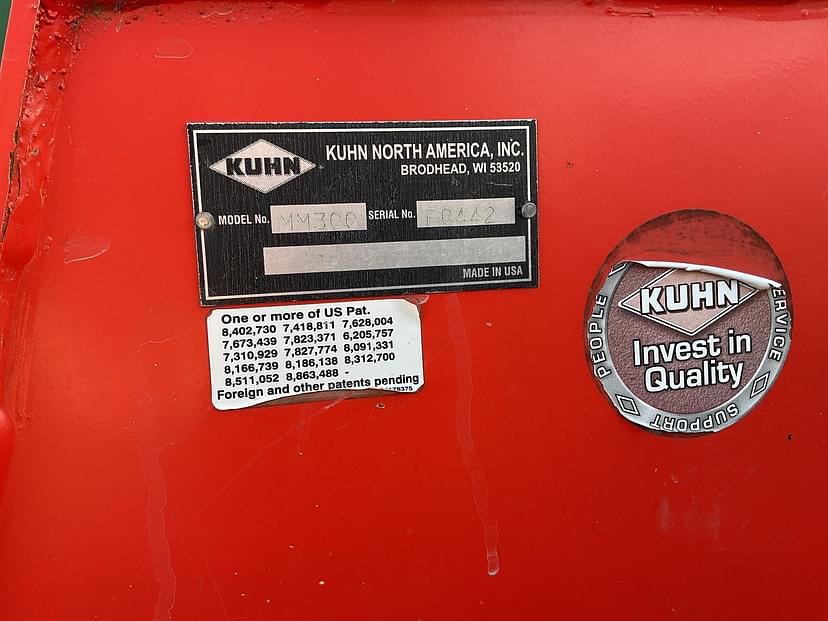 KUHN
KUHN NORTH AMERICA, INC.
BRODHEAD, WI 53520
MODEL No. MM300 SERIAL No. F0442
MADE IN USA
One or more of US Pat.
8,402,730 7,418,811 7,628,004
7,673,439 7,823,371 6,205,757
7,310,929 7,827,774 8,091,331
8,166,739 8,186,138 8,312,700
8,511,052 8,863,488 -
Foreign and other patents pending
KUHN
Invest in
Quality
PEOPLE
SUPPORT